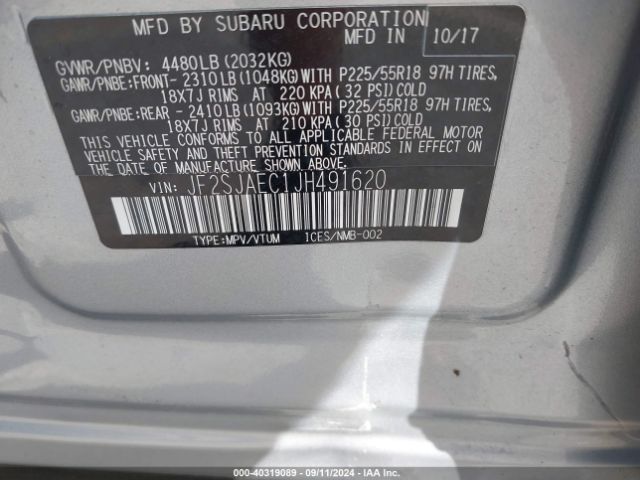 MFD BY SUBARU CORPORATION
MFD IN 10/17
GVWR/PNBV: 4480LB(2032KG)
GAWR/PNBE:FRONT- 2310LB(1048KG)WITH P225/55R18 97H TIRES,
18X7J RIMS AT 220 KPA( 32 PSI)COLD
GAWR/PNBE:REAR - 2410LB(1093KG)WITH P225/55R18 97H TIRES,
18X7J RIMS AT 210 KPA( 30 PSI)COLD
THIS VEHICLE CONFORMS TO ALL APPLICABLE FEDERAL MOTOR
VEHICLE SAFETY AND THEFT PREVENTION STANDARDS IN EFFECT
ON THE DATE OF MANUFACTURE SHOWN ABOVE.
VIN: JF2SJAEC1JH491620
TYPE:MPV/VTUM ICES/NMB-002
000-40319089 - 09/11/2024 - IAA Inc.